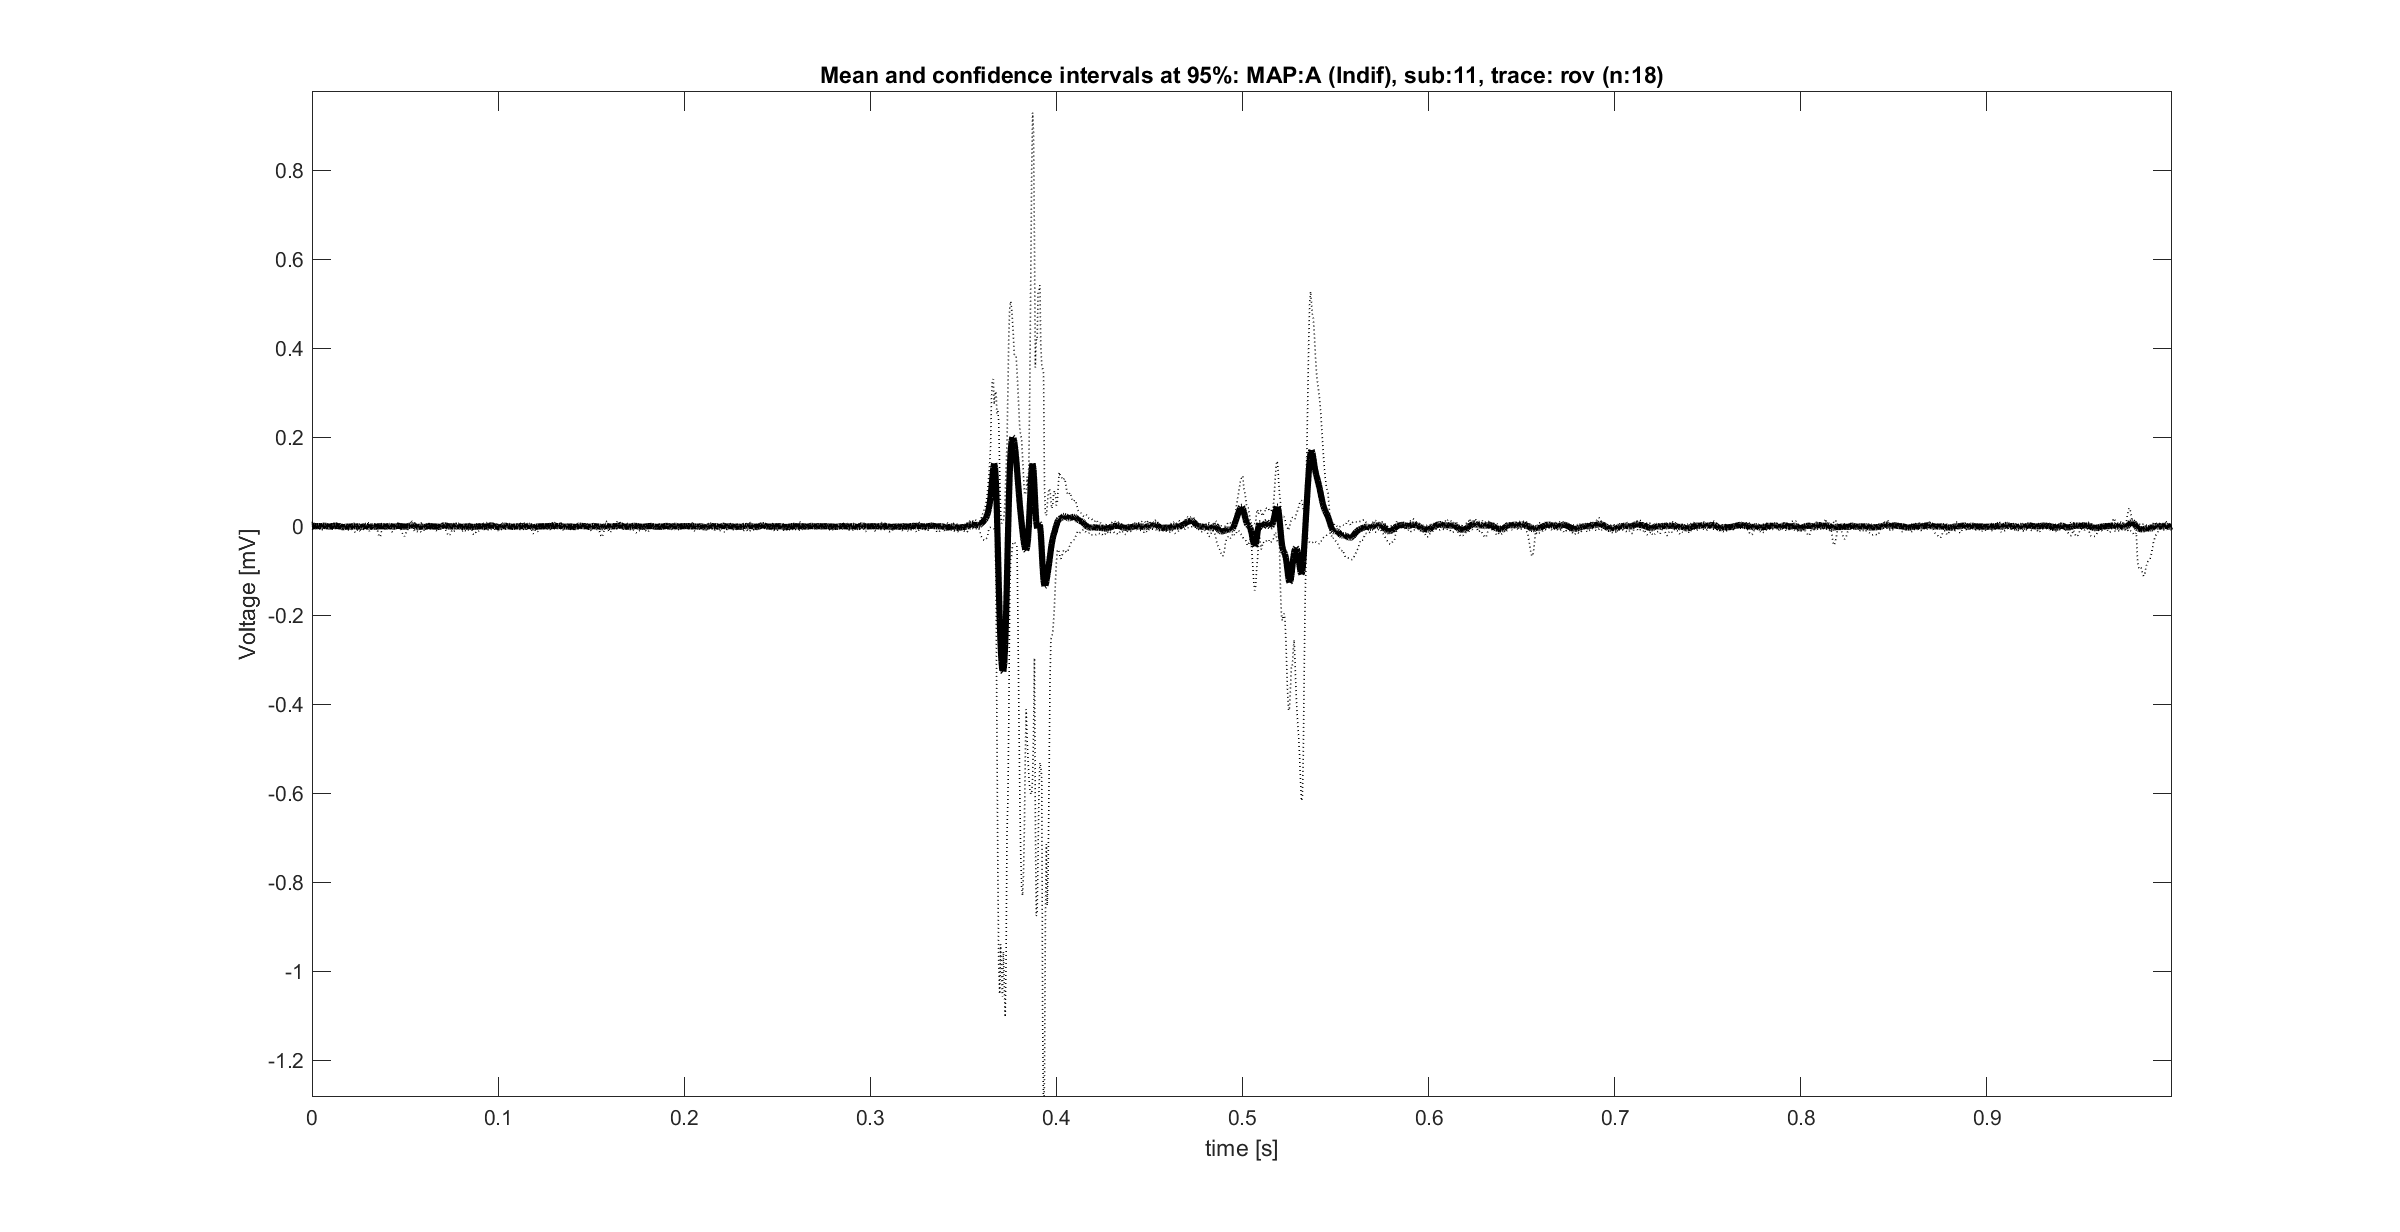 Mean and confidence intervals at 95%: MAP:A (Indif), sub:11, trace: rov (n:18)
0.8
0.6
0.4
0.2
0
-0.2
-0.4
-0.6
-0.8
-1
-1.2
Voltage [mV]
0 0.1 0.2 0.3 0.4 0.5 0.6 0.7 0.8 0.9
time [s]